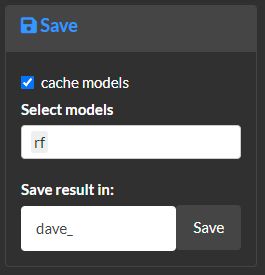 Save
cache models
Select models
rf
Save result in:
dave_
Save